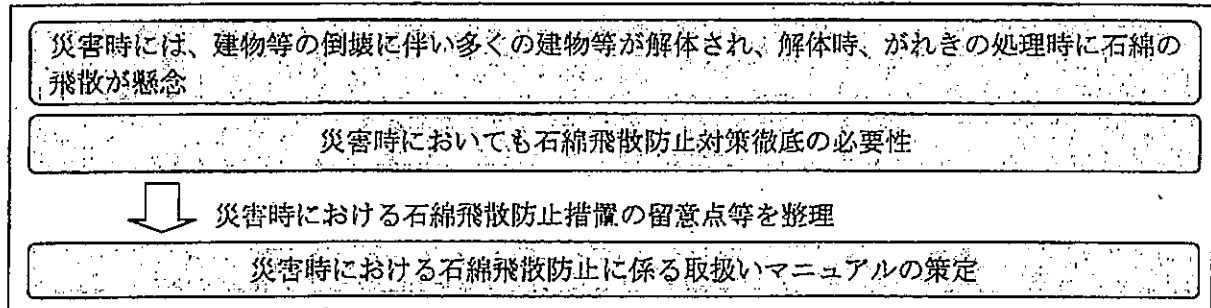 災害時には、建物等の倒壊に伴い多くの建物等が解体され、解体時、がれきの処理時に石綿の
飛散が懸念
災害時においても石綿飛散防止対策徹底の必要性
災害時における石綿飛散防止措置の留意点等を整理
災害時における石綿飛散防止に係る取扱いマニュアルの策定